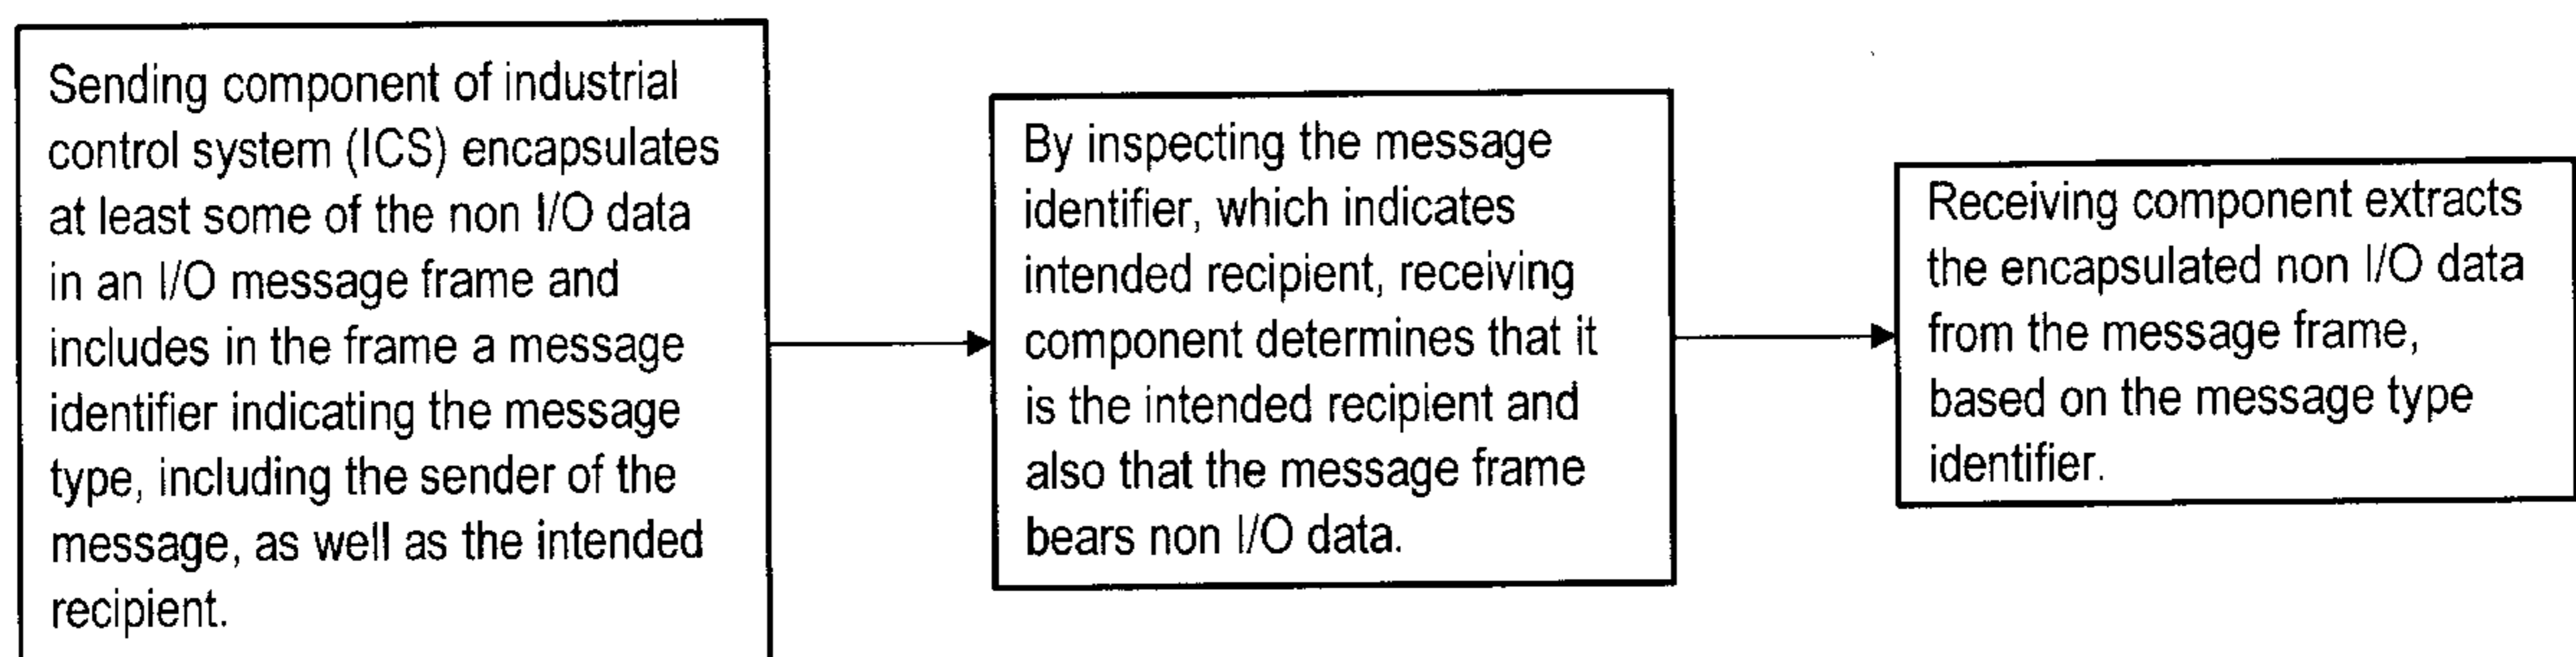 Sending component of industrial
control system (ICS) encapsulates
at least some of the non I/O data
in an I/O message frame and
includes in the frame a message
identifier indicating the message
type, including the sender of the
message, as well as the intended
recipient.
By inspecting the message
identifier, which indicates
intended recipient, receiving
component determines that it
is the intended recipient and
also that the message frame
bears non I/O data.
Receiving component extracts
the encapsulated non I/O data
from the message frame,
based on the message type
identifier.